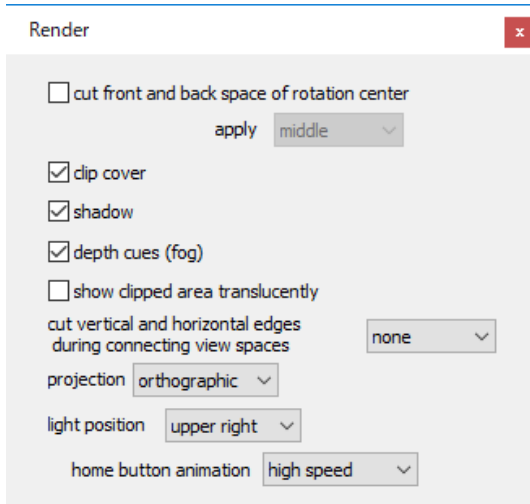 Render
x
cut front and back space of rotation center
apply middle
clip cover
shadow
depth cues (fog)
show clipped area translucently
cut vertical and horizontal edges
during connecting view spaces none
projection orthographic
light position upper right
home button animation high speed